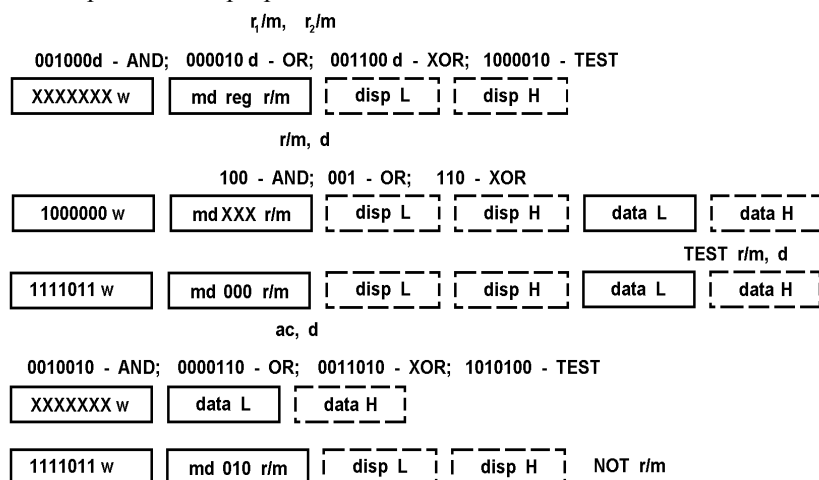 r₁/m, r₂/m
001000d - AND; 000010 d - OR; 001100 d - XOR; 1000010 - TEST
XXXXXXX w md reg r/m disp L disp H
r/m, d
100 - AND; 001 - OR; 110 - XOR
1000000 w md XXX r/m disp L disp H data L data H
TEST r/m, d
1111011 w md 000 r/m disp L disp H data L data H
ac, d
0010010 - AND; 0000110 - OR; 0011010 - XOR; 1010100 - TEST
XXXXXXX w data L data H
1111011 w md 010 r/m disp L disp H NOT r/m